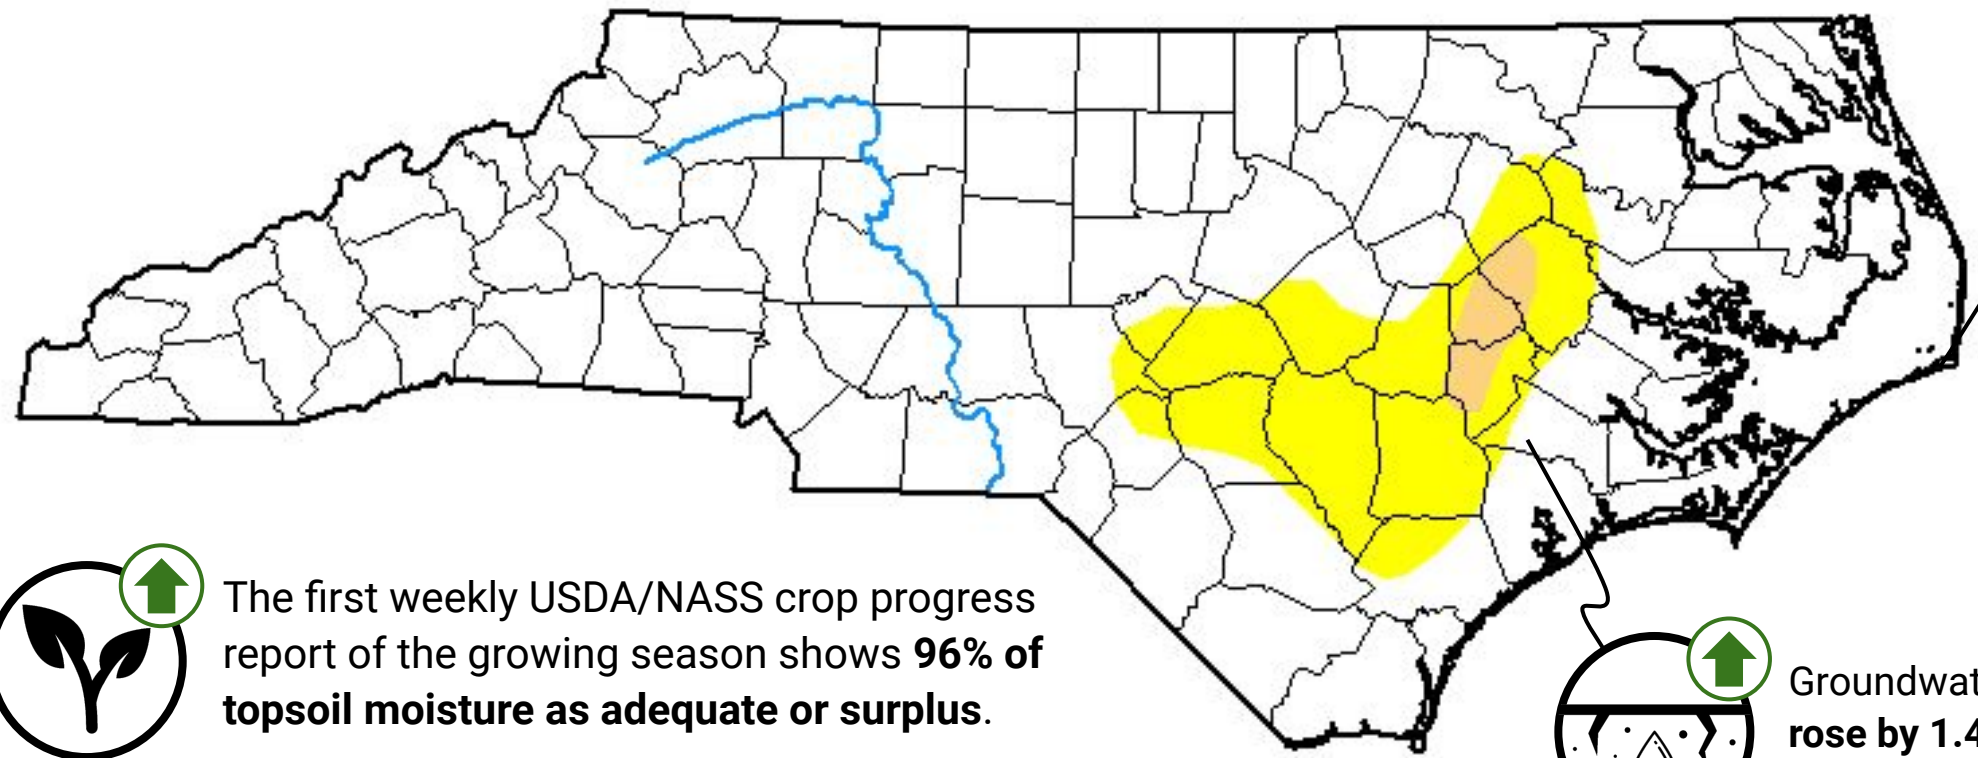 The first weekly USDA/NASS crop progress
report of the growing season shows 96% of
topsoil moisture as adequate or surplus.
rose by 1.4